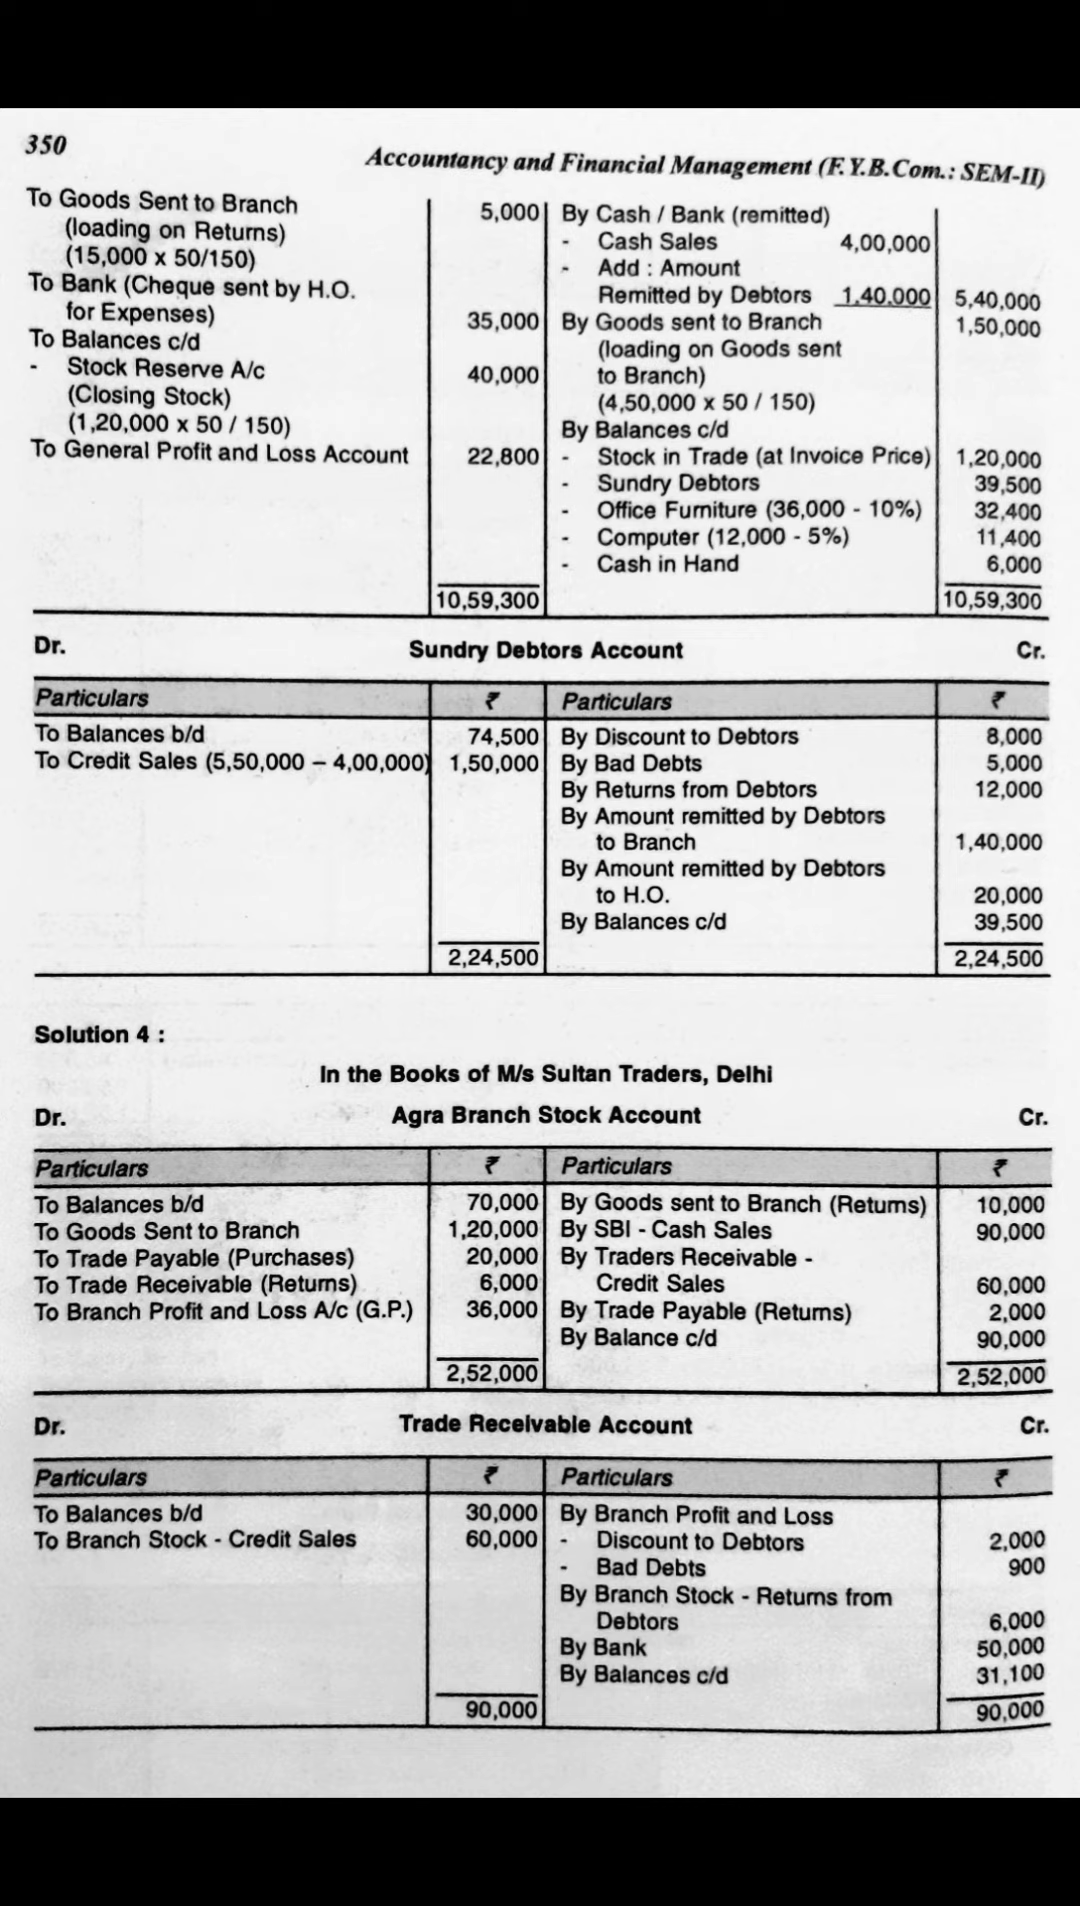 350
Accountancy and Financial Management (F.Y.B.Com.: SEM-II)
To Goods Sent to Branch 5,000 By Cash / Bank (remitted)
(loading on Returns) - Cash Sales 4,00,000
(15,000 x 50/150) - Add : Amount
To Bank (Cheque sent by H.O. Remitted by Debtors 1,40,000 5,40,000
for Expenses) 35,000 By Goods sent to Branch 1,50,000
To Balances c/d (loading on Goods sent
- Stock Reserve A/c 40,000 to Branch)
(Closing Stock) (4,50,000 x 50 / 150)
(1,20,000 x 50 / 150) By Balances c/d
To General Profit and Loss Account 22,800 - Stock in Trade (at Invoice Price) 1,20,000
- Sundry Debtors 39,500
- Office Furniture (36,000 - 10%) 32,400
- Computer (12,000 - 5%) 11,400
- Cash in Hand 6,000
10,59,300 10,59,300
Dr. Sundry Debtors Account Cr.
Particulars ₹ Particulars ₹
To Balances b/d 74,500 By Discount to Debtors 8,000
To Credit Sales (5,50,000 – 4,00,000) 1,50,000 By Bad Debts 5,000
By Returns from Debtors 12,000
By Amount remitted by Debtors
to Branch 1,40,000
By Amount remitted by Debtors
to H.O. 20,000
By Balances c/d 39,500
2,24,500 2,24,500
Solution 4 :
In the Books of M/s Sultan Traders, Delhi
Dr. Agra Branch Stock Account Cr.
Particulars ₹ Particulars ₹
To Balances b/d 70,000 By Goods sent to Branch (Returns) 10,000
To Goods Sent to Branch 1,20,000 By SBI - Cash Sales 90,000
To Trade Payable (Purchases) 20,000 By Traders Receivable -
To Trade Receivable (Returns) 6,000 Credit Sales 60,000
To Branch Profit and Loss A/c (G.P.) 36,000 By Trade Payable (Returns) 2,000
By Balance c/d 90,000
2,52,000 2,52,000
Dr. Trade Receivable Account Cr.
Particulars ₹ Particulars ₹
To Balances b/d 30,000 By Branch Profit and Loss
To Branch Stock - Credit Sales 60,000 - Discount to Debtors 2,000
- Bad Debts 900
By Branch Stock - Returns from
Debtors 6,000
By Bank 50,000
By Balances c/d 31,100
90,000 90,000